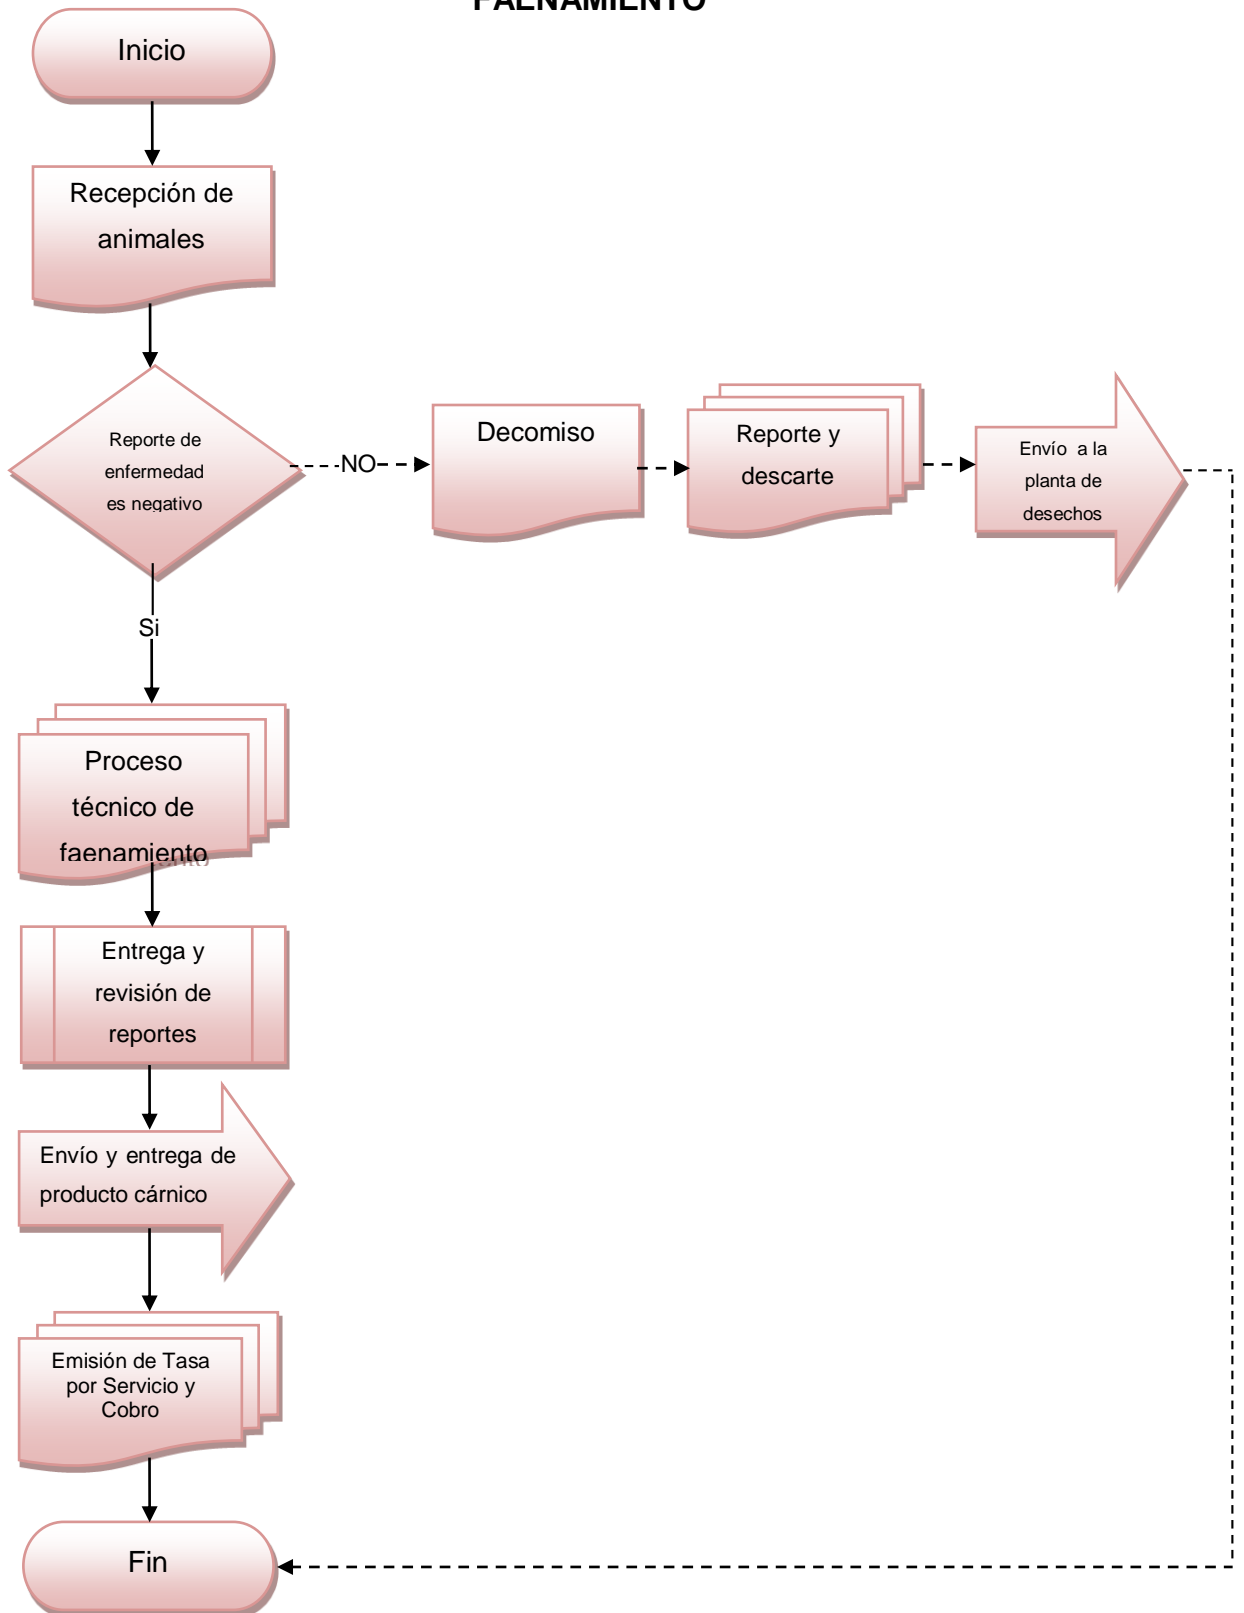 FAENAMIENTO
Inicio
Recepción de
animales
Reporte de
enfermedad
es negativo
NO
Decomiso
Reporte y
descarte
Envío a la
planta de
desechos
Si
Proceso
técnico de
faenamiento
Entrega y
revisión de
reportes
Envío y entrega de
producto cárnico
Emisión de Tasa
por Servicio y
Cobro
Fin